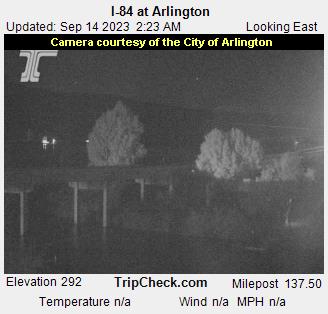 I-84 at Arlington
Updated: Sep 14 2023 2:23 AM Looking East
Camera courtesy of the City of Arlington
Elevation 292 TripCheck.com Milepost 137.50
Temperature n/a Wind n/a MPH n/a